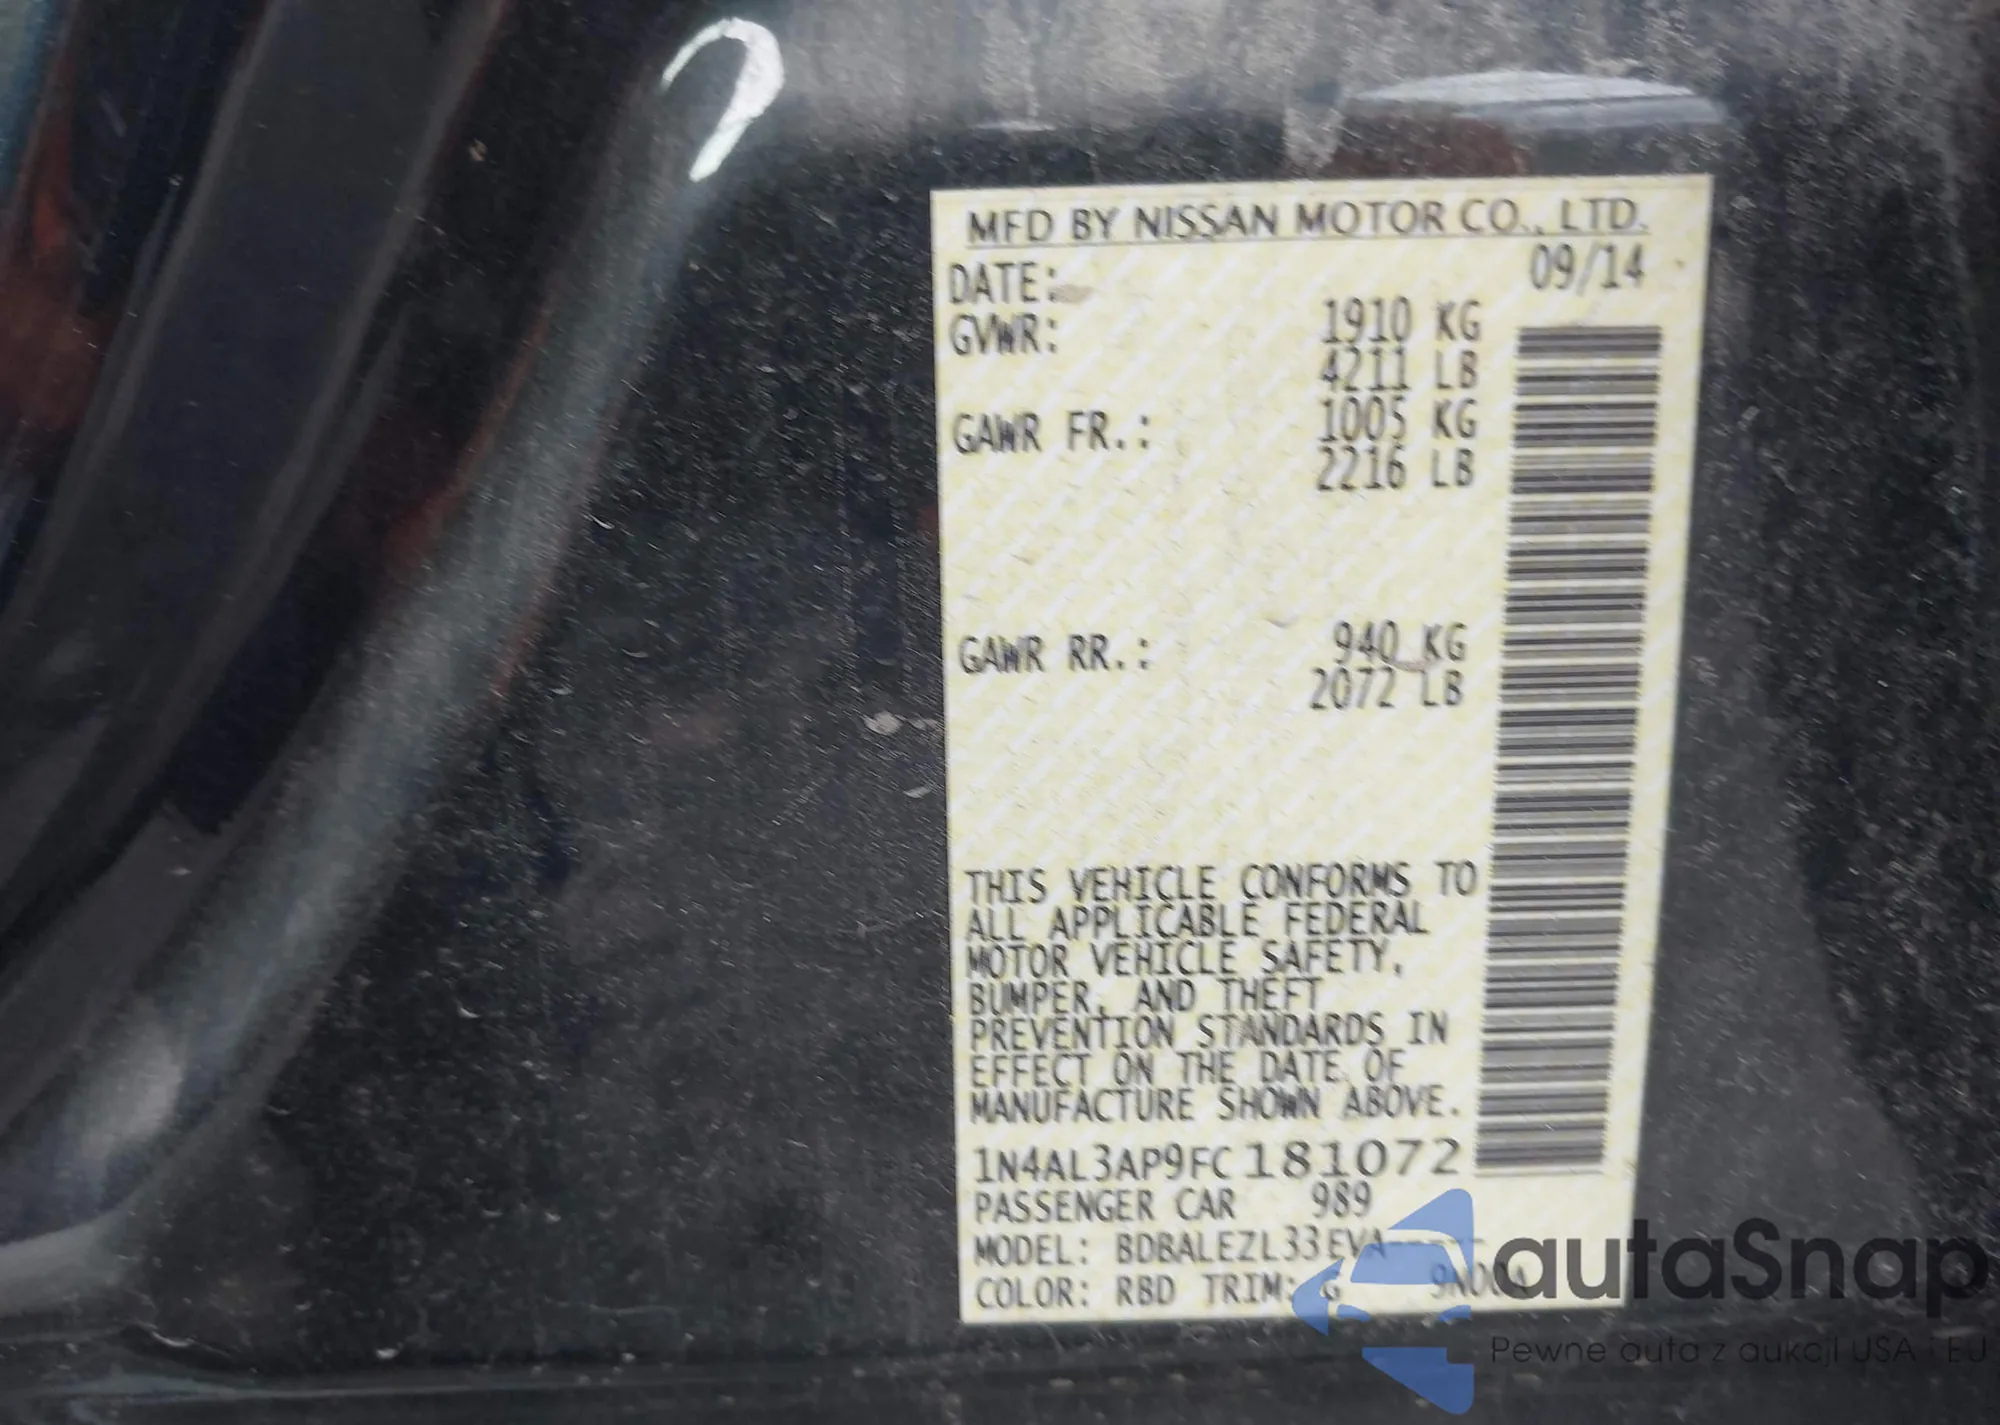 MFD BY NISSAN MOTOR CO., LTD.
DATE: 09/14
GVWR: 1910 KG
4211 LB
GAWR FR.: 1005 KG
2216 LB
GAWR RR.: 940 KG
2072 LB
THIS VEHICLE CONFORMS TO
ALL APPLICABLE FEDERAL
MOTOR VEHICLE SAFETY,
BUMPER, AND THEFT
PREVENTION STANDARDS IN
EFFECT ON THE DATE OF
MANUFACTURE SHOWN ABOVE.
1N4AL3AP9FC181072
PASSENGER CAR 989
MODEL: BDBALEZL33EVA-----
COLOR: RBD TRIM: G
autaSnap
Pewne auta z aukcji USA i EU